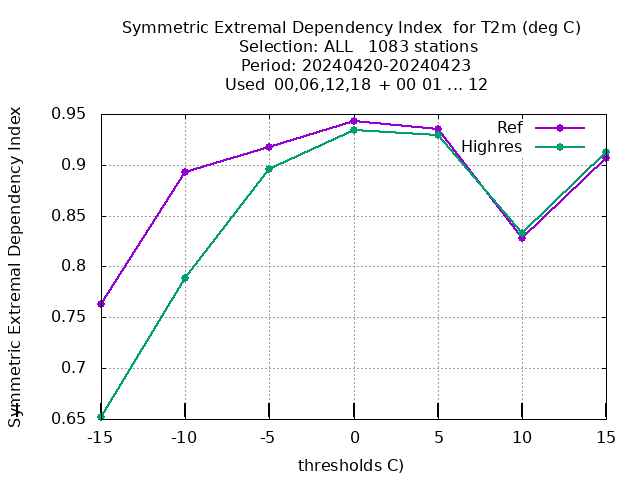 Symmetric Extremal Dependency Index  for T2m (deg C)
Selection: ALL   1083 stations
Period: 20240420-20240423
Used  00,06,12,18 + 00 01 ... 12
Symmetric Extremal Dependency Index
0.95
0.9
0.85
0.8
0.75
0.7
0.65
Ref
Highres
-15
-10
-5
0
5
10
15
thresholds C)